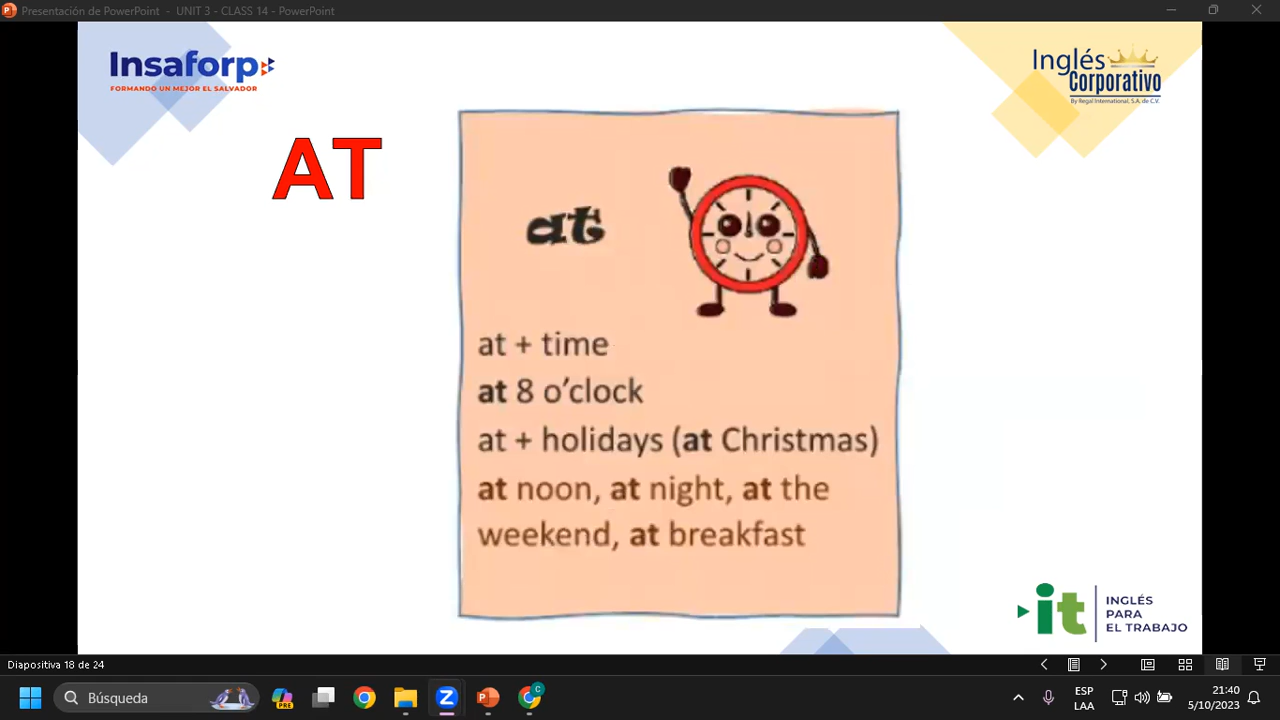 Presentación de PowerPoint - UNIT 3 - CLASS 14 - PowerPoint
Insaforp
FORMANDO UN MEJOR EL SALVADOR
Inglés
Corporativo
By Regal International, S.A. de C.V.
AT
at
at + time
at 8 o'clock
at + holidays (at Christmas)
at noon, at night, at the
weekend, at breakfast
it
INGLÉS
PARA
EL TRABAJO
Diapositiva 18 de 24
Búsqueda
PRE
Z
C
ESP
LAA
21:40
5/10/2023